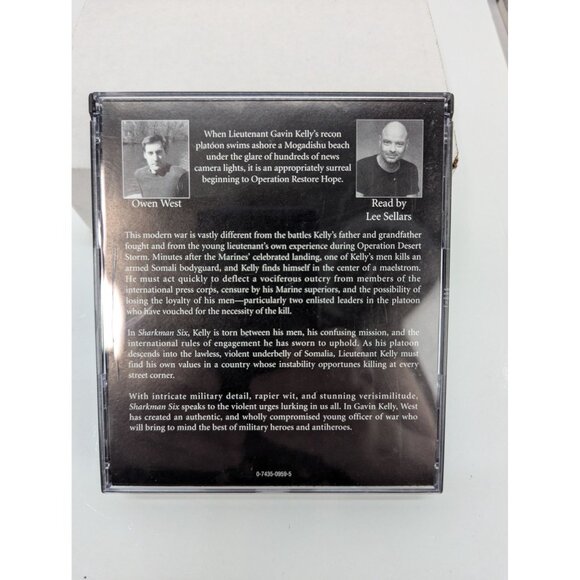 When Lieutenant Gavin Kelly's recon
platoon swims ashore a Mogadishu beach
under the glare of hundreds of news
camera lights, it is an appropriately surreal
beginning to Operation Restore Hope.
Owen West
Read by
Lee Sellars
This modern war is vastly different from the battles Kelly's father and grandfather
fought and from the young lieutenant's own experience during Operation Desert
Storm. Minutes after the Marines' celebrated landing, one of Kelly's men kills an
armed Somali bodyguard, and Kelly finds himself in the center of a maelstrom.
He must act quickly to deflect a vociferous outcry from members of the
international press corps, censure by his Marine superiors, and the possibility of
losing the loyalty of his men—particularly two enlisted leaders in the platoon
who have vouched for the necessity of the kill.
In Sharkman Six, Kelly is torn between his men, his confusing mission, and the
international rules of engagement he has sworn to uphold. As his platoon
descends into the lawless, violent underbelly of Somalia, Lieutenant Kelly must
find his own values in a country whose instability opportunes killing at every
street corner.
With intricate military detail, rapier wit, and stunning verisimilitude,
Sharkman Six speaks to the violent urges lurking in us all. In Gavin Kelly, West
has created an authentic, and wholly compromised young officer of war who
will bring to mind the best of military heroes and antiheroes.
0-7435-0959-5